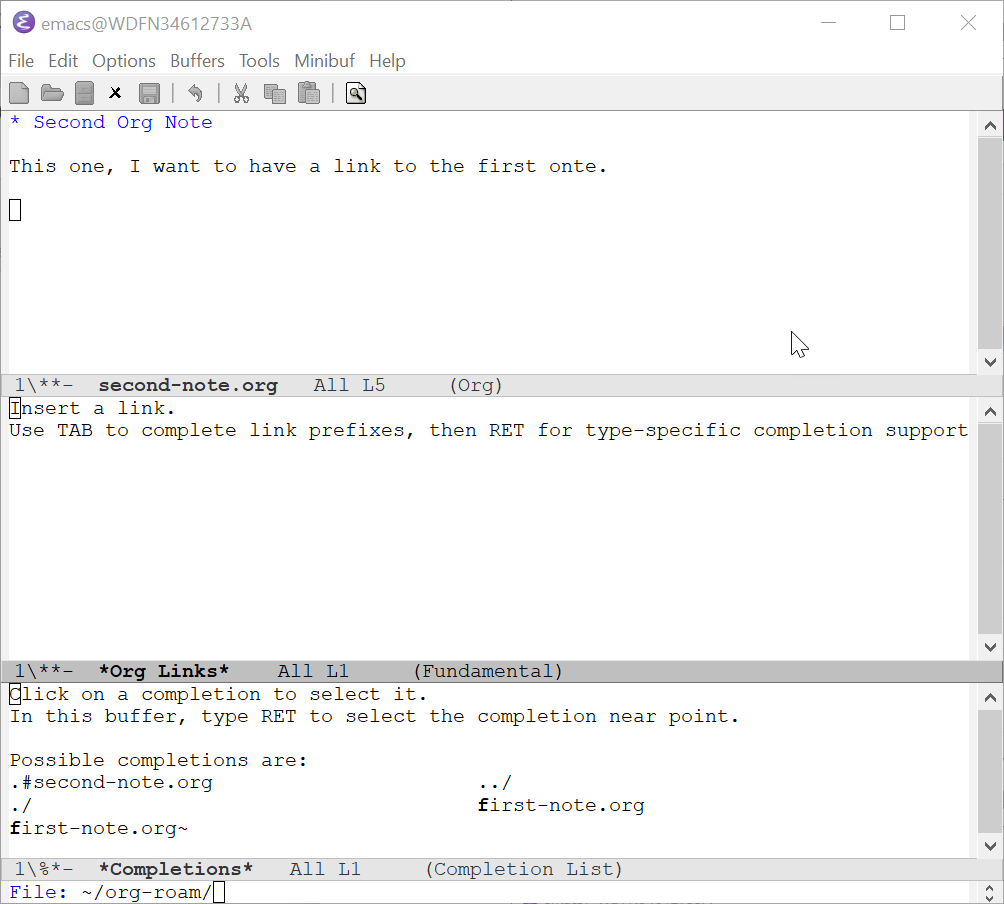 emacs@WDFN34612733A
File Edit Options Buffers Tools Minibuf Help
* Second Org Note
This one, I want to have a link to the first onte.
1\**- second-note.org All L5 (Org)
Insert a link.
Use TAB to complete link prefixes, then RET for type-specific completion support
1\**- *Org Links* All L1 (Fundamental)
Click on a completion to select it.
In this buffer, type RET to select the completion near point.
Possible completions are:
.#second-note.org ../
./ first-note.org
first-note.org~
1\%*- *Completions* All L1 (Completion List)
File: ~/org-roam/